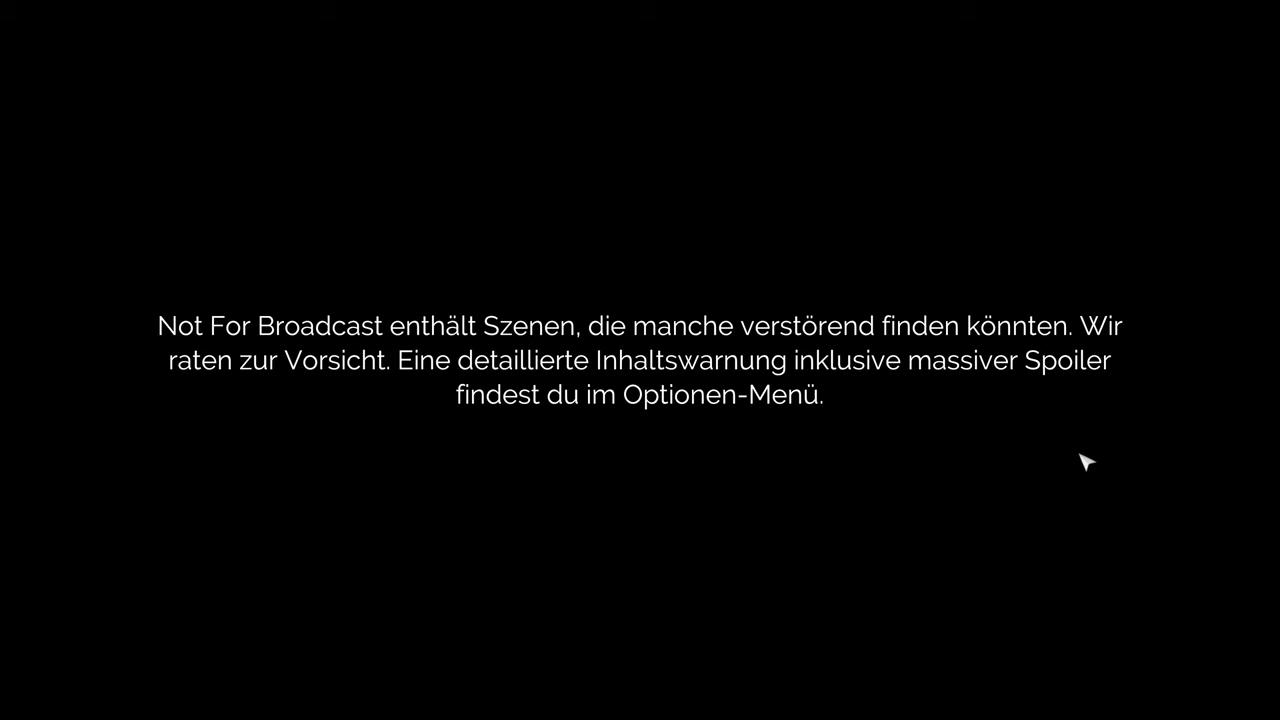 Not For Broadcast enthält Szenen, die manche verstörend finden könnten. Wir
raten zur Vorsicht. Eine detaillierte Inhaltswarnung inklusive massiver Spoiler
findest du im Optionen-Menü.